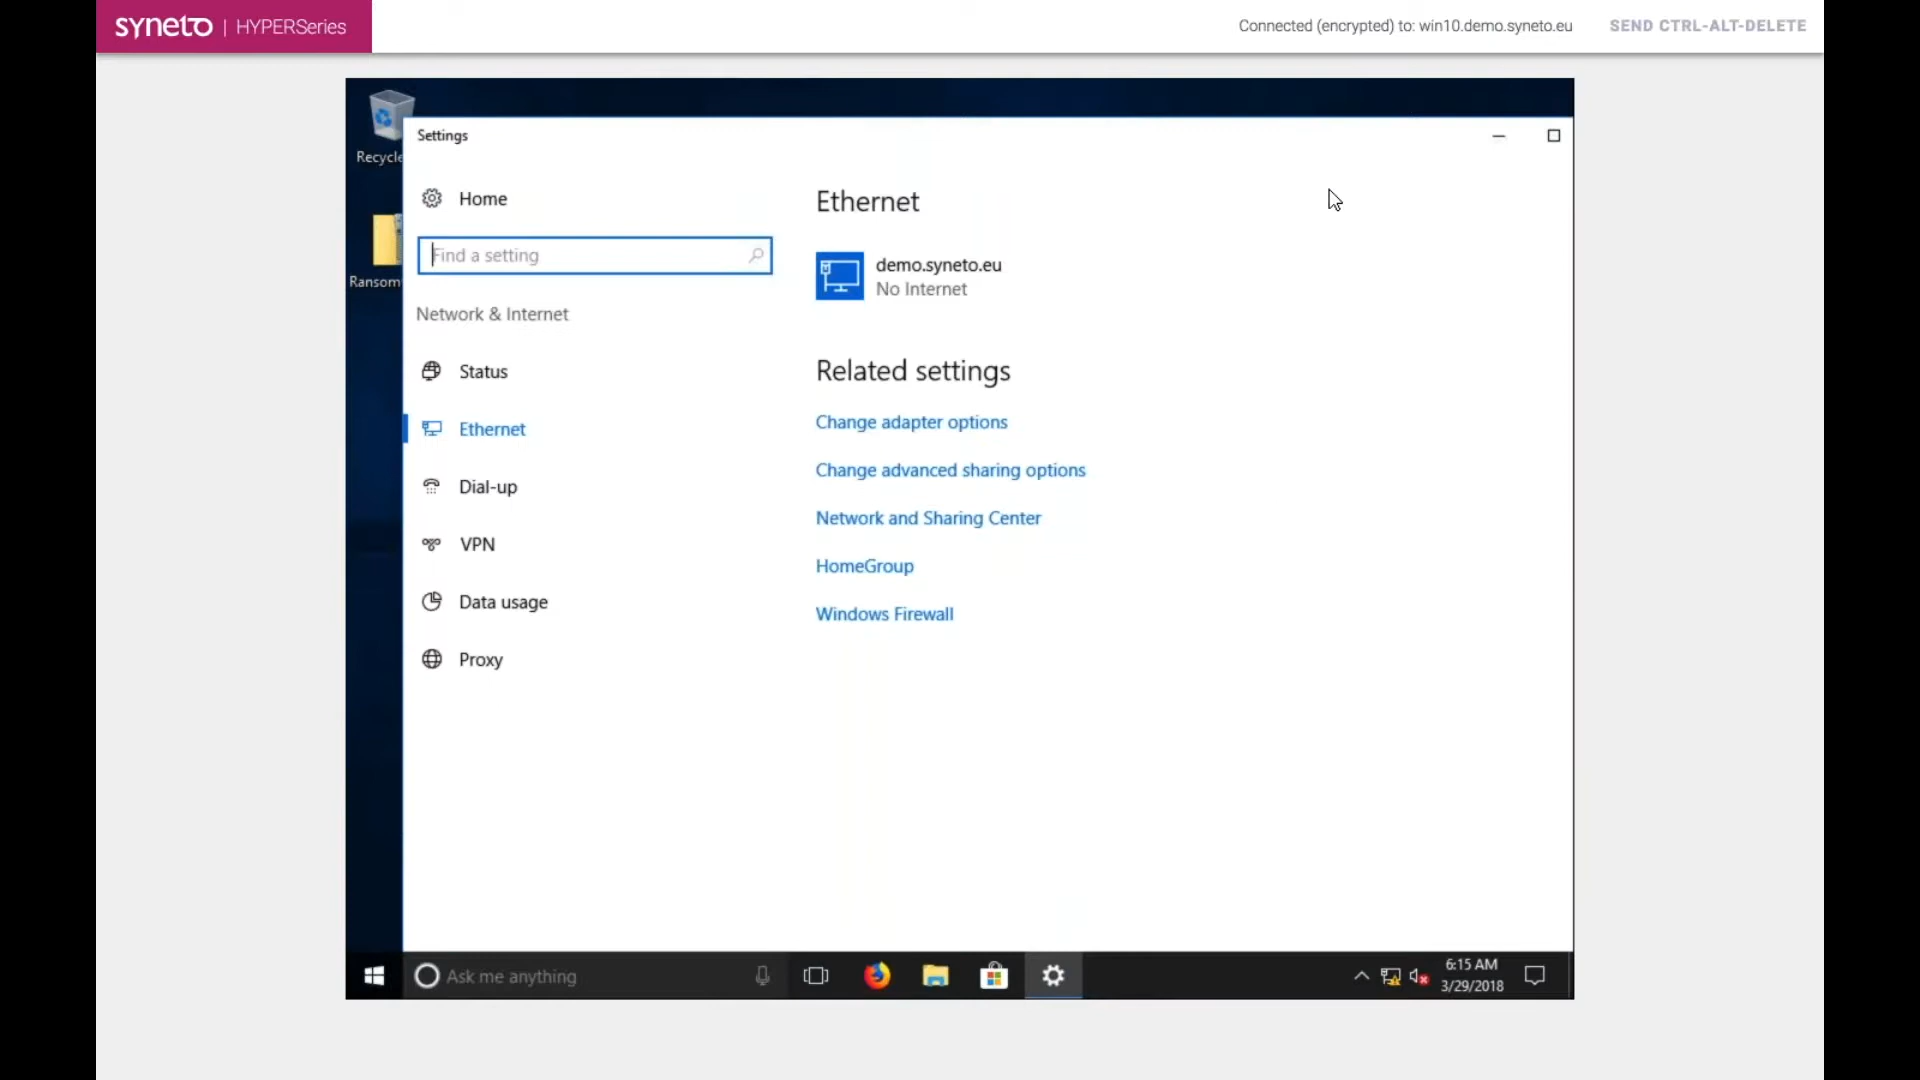 syneto | HYPERSeries
Connected (encrypted) to: win10.demo.syneto.eu
SEND CTRL-ALT-DELETE
Recycle
Ransom
Settings
Home
Find a setting
Network & Internet
Status
Ethernet
Dial-up
VPN
Data usage
Proxy
Ethernet
demo.syneto.eu
No Internet
Related settings
Change adapter options
Change advanced sharing options
Network and Sharing Center
HomeGroup
Windows Firewall
Ask me anything
6:15 AM
3/29/2018